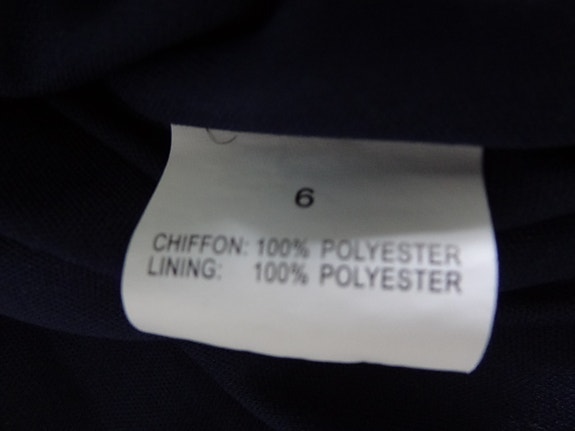 6
CHIFFON: 100% POLYESTER
LINING: 100% POLYESTER